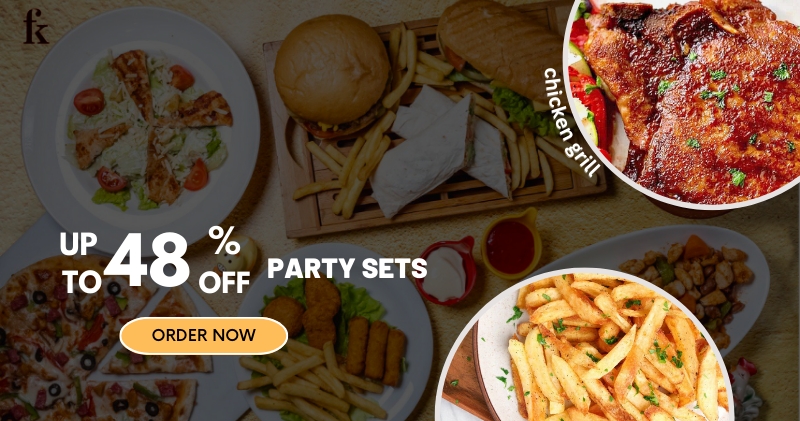 fk
chicken grill
UP TO 48% OFF
PARTY SETS
ORDER NOW